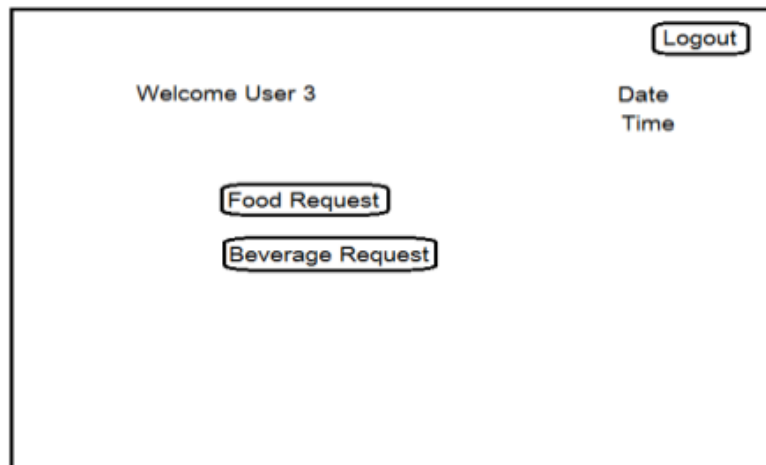 Logout
Welcome User 3
Date
Time
Food Request
Beverage Request